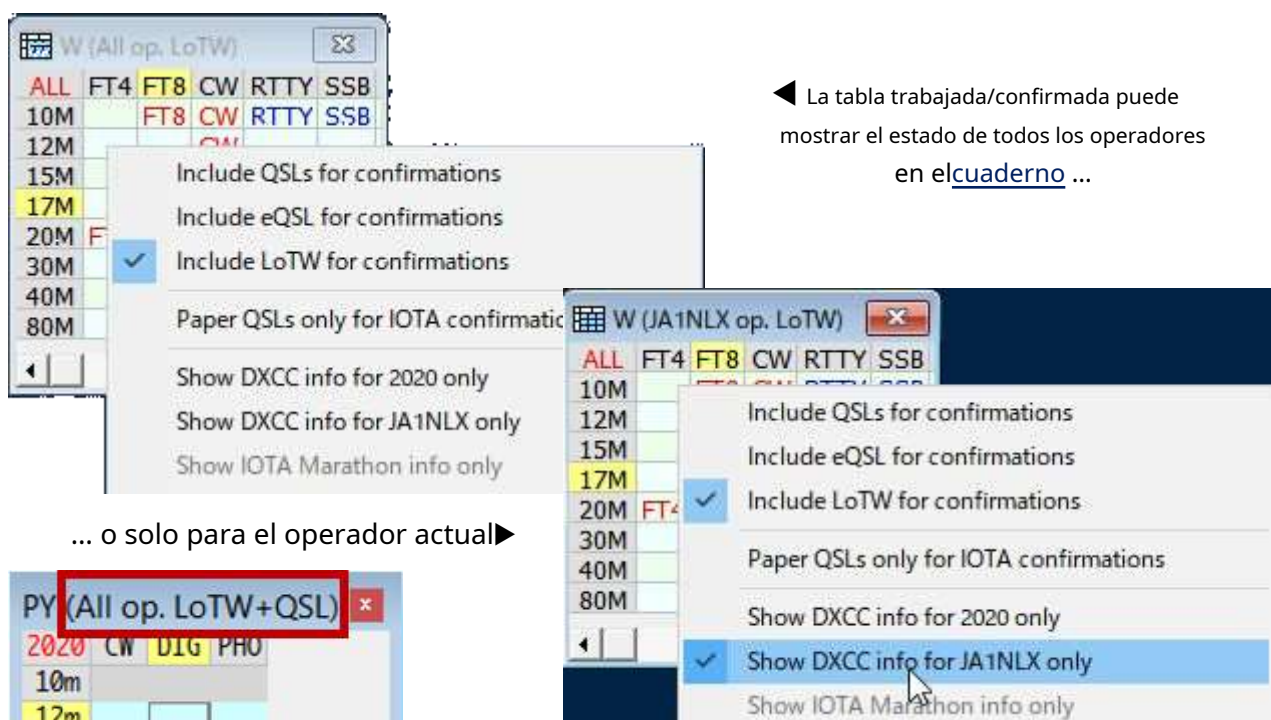 W (All op. LoTW)
ALL FT4 FT8 CW RTTY SSB
10M FT8 CW RTTY SSB
12M CW
15M
17M
20M F
30M
40M
80M
Include QSLs for confirmations
Include eQSL for confirmations
Include LoTW for confirmations
Paper QSLs only for IOTA confirmatic
Show DXCC info for 2020 only
Show DXCC info for JA1NLX only
Show IOTA Marathon info only
◀ La tabla trabajada/confirmada puede
mostrar el estado de todos los operadores
en elcuaderno ...
... o solo para el operador actual▶
W (JA1NLX op. LoTW)
ALL FT4 FT8 CW RTTY SSB
10M FT8 CW RTTY SSB
12M
15M
17M
20M FT4
30M
40M
80M
Include QSLs for confirmations
Include eQSL for confirmations
Include LoTW for confirmations
Paper QSLs only for IOTA confirmations
Show DXCC info for 2020 only
Show DXCC info for JA1NLX only
Show IOTA Marathon info only
PY (All op. LoTW+QSL)
2020 CW DIG PHO
10m
12m